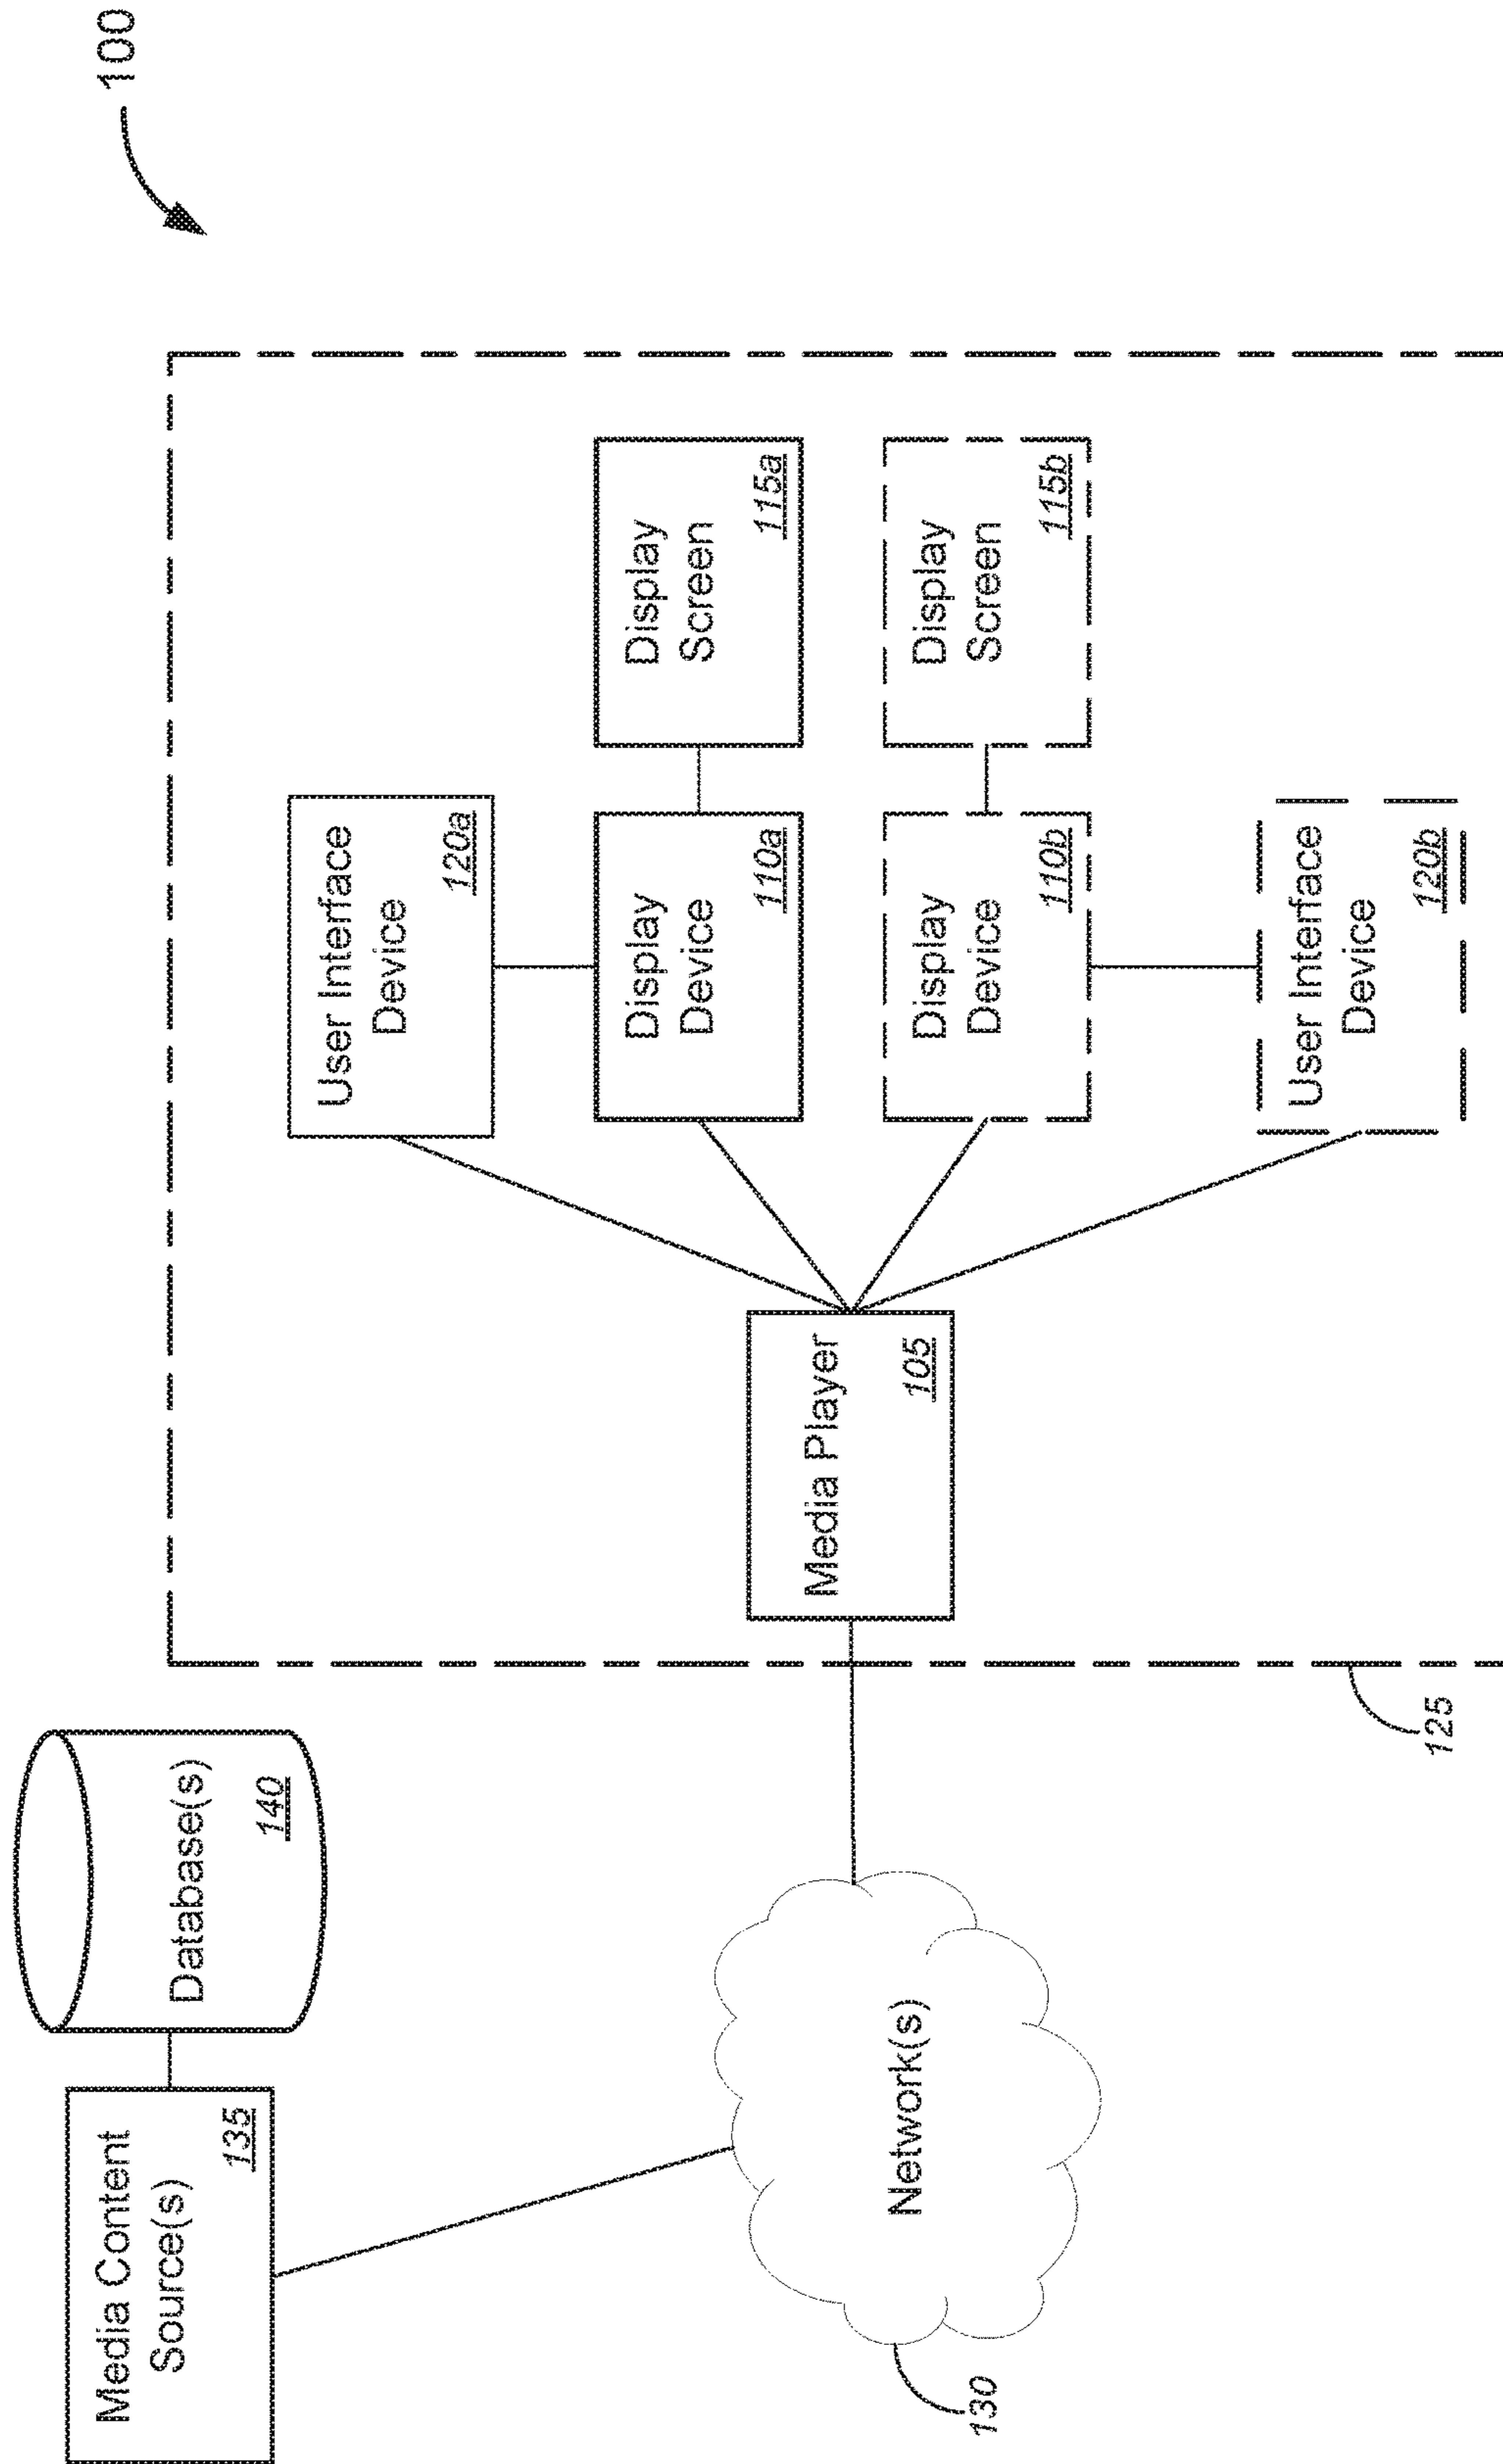 100
Media Content
Source(s)
135
Database(s)
140
Network(s)
130
125
Media Player
105
User Interface
Device
120a
Display
Device
110a
Display
Screen
115a
Display
Device
110b
Display
Screen
115b
User Interface
Device
120b